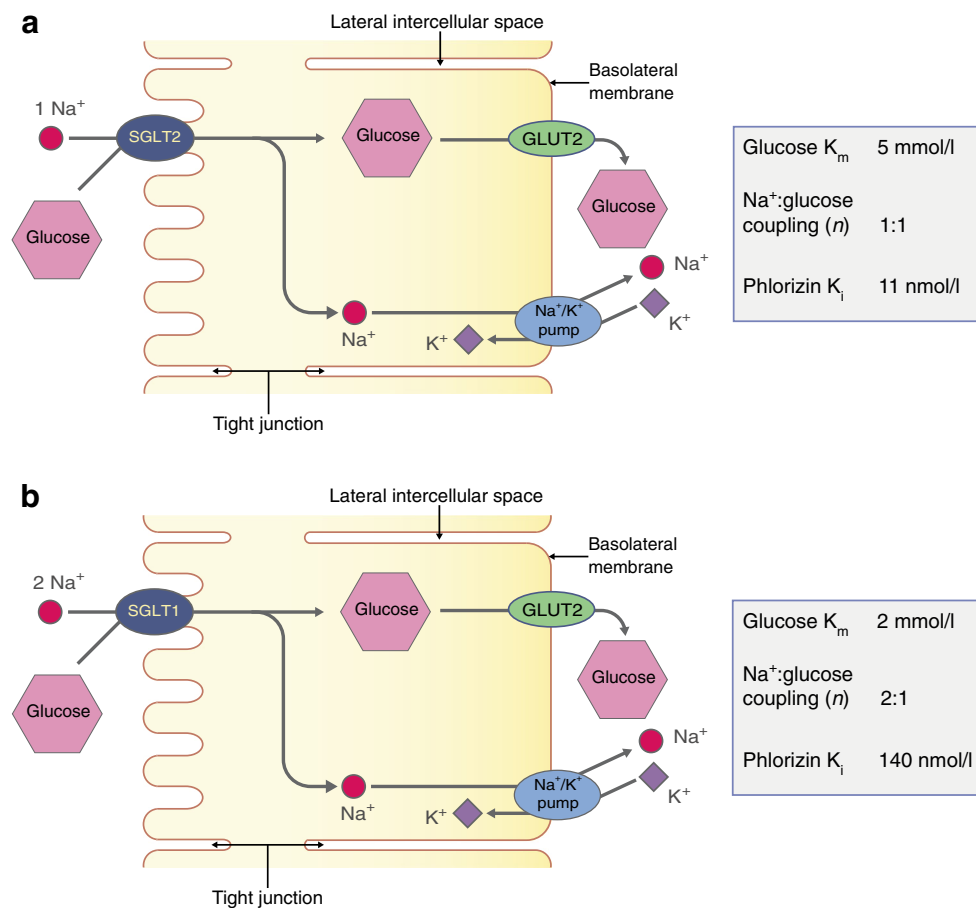 a
Lateral intercellular space
Basolateral
membrane
1 Na⁺
SGLT2
Glucose
GLUT2
Glucose
Glucose
Na⁺
Na⁺/K⁺
pump
Na⁺
K⁺
K⁺
Tight junction
Glucose Kₘ 5 mmol/l
Na⁺:glucose
coupling (n) 1:1
Phlorizin Kᵢ 11 nmol/l
b
Lateral intercellular space
Basolateral
membrane
2 Na⁺
SGLT1
Glucose
GLUT2
Glucose
Glucose
Na⁺
Na⁺/K⁺
pump
Na⁺
K⁺
K⁺
Tight junction
Glucose Kₘ 2 mmol/l
Na⁺:glucose
coupling (n) 2:1
Phlorizin Kᵢ 140 nmol/l